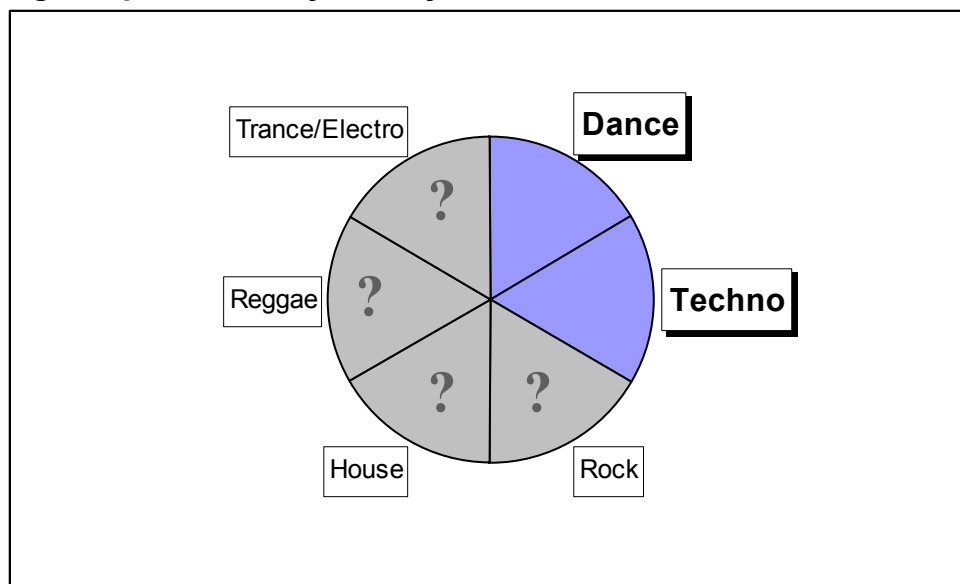 Trance/Electro
Dance
?
Reggae
?
Techno
?
?
House
Rock